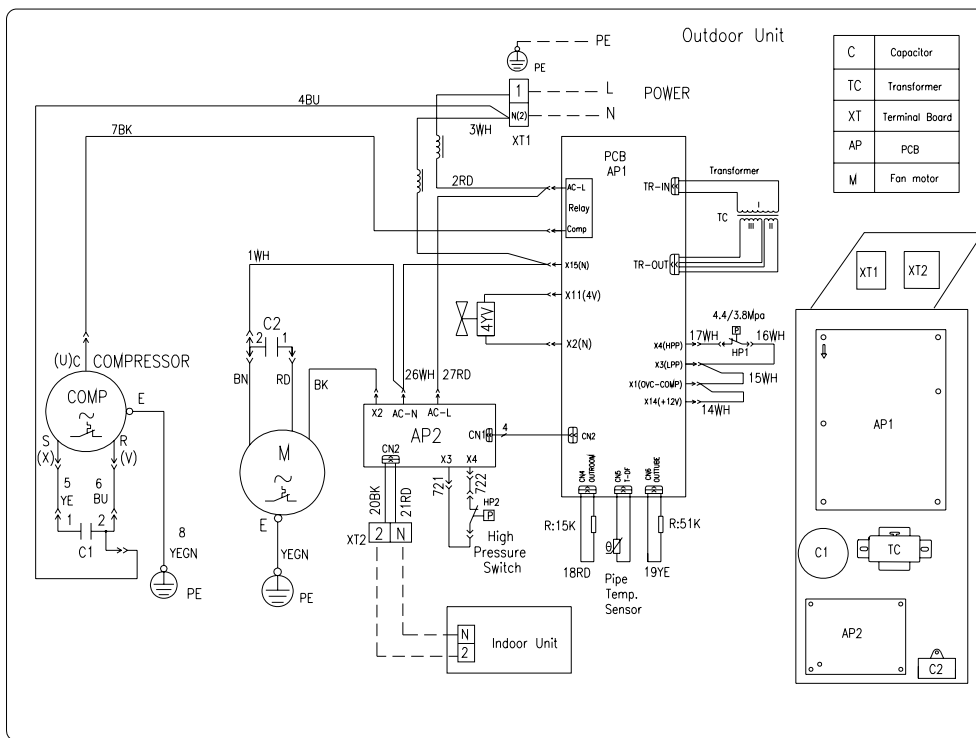 Outdoor Unit
PE
PE
1
L
POWER
N(2)
N
XT1
4BU
3WH
7BK
2RD
C Capacitor
TC Transformer
XT Terminal Board
AP PCB
M Fan motor
PCB
AP1
AC-L
Relay
Comp
TR-IN
Transformer
TC
I
III
II
TR-OUT
X15(N)
X11(4V)
X2(N)
4YV
4.4/3.8Mpa
P
17WH
16WH
HP1
X4(HPP)
X3(LPP)
15WH
X1(OVC-COMP)
X14(+12V)
14WH
1WH
C2
2
1
BN
RD
BK
26WH
27RD
(U)C COMPRESSOR
COMP
E
S
(X)
R
(V)
5
YE
6
BU
1
2
C1
8
YEGN
PE
M
E
YEGN
PE
X2
AC-N
AC-L
AP2
CN1
4
CN2
CN2
X3
X4
20BK
21RD
721
722
HP2
P
High
Pressure
Switch
XT2
2
N
CN4
OUTROOM
CN5
T-DF
CN6
OUTTUBE
R:15K
R:51K
θ
18RD
19YE
Pipe
Temp.
Sensor
N
2
Indoor Unit
XT1
XT2
AP1
C1
TC
AP2
C2